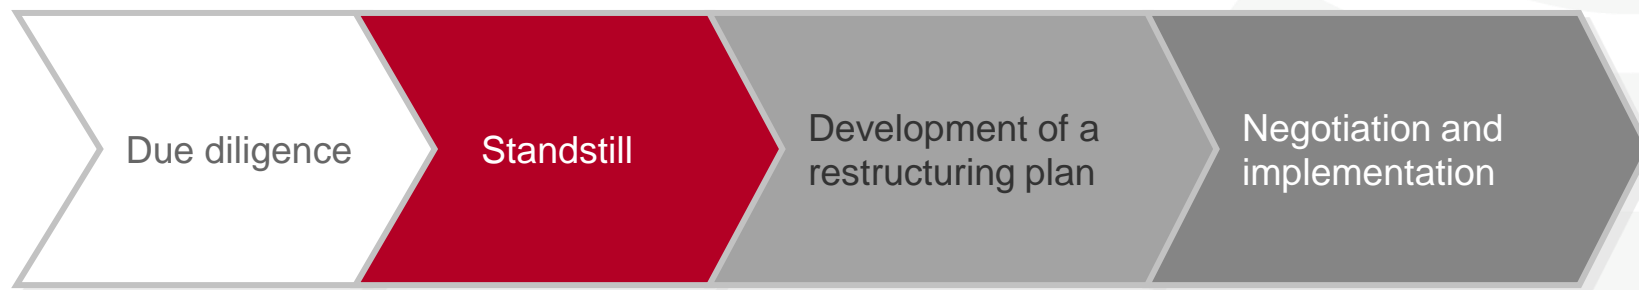 Due diligence
Standstill
Development of a
restructuring plan
Negotiation and
implementation